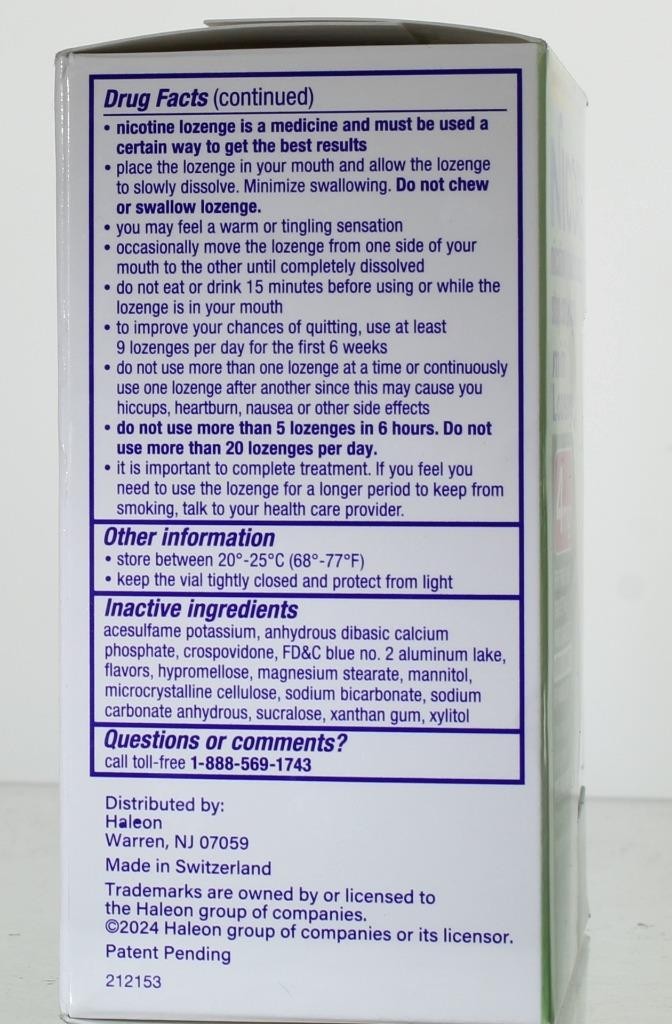 Drug Facts (continued)
• nicotine lozenge is a medicine and must be used a
certain way to get the best results
• place the lozenge in your mouth and allow the lozenge
to slowly dissolve. Minimize swallowing. Do not chew
or swallow lozenge.
• you may feel a warm or tingling sensation
• occasionally move the lozenge from one side of your
mouth to the other until completely dissolved
• do not eat or drink 15 minutes before using or while the
lozenge is in your mouth
• to improve your chances of quitting, use at least
9 lozenges per day for the first 6 weeks
• do not use more than one lozenge at a time or continuously
use one lozenge after another since this may cause you
hiccups, heartburn, nausea or other side effects
• do not use more than 5 lozenges in 6 hours. Do not
use more than 20 lozenges per day.
• it is important to complete treatment. If you feel you
need to use the lozenge for a longer period to keep from
smoking, talk to your health care provider.
Other information
• store between 20°-25°C (68°-77°F)
• keep the vial tightly closed and protect from light
Inactive ingredients
acesulfame potassium, anhydrous dibasic calcium
phosphate, crospovidone, FD&C blue no. 2 aluminum lake,
flavors, hypromellose, magnesium stearate, mannitol,
microcrystalline cellulose, sodium bicarbonate, sodium
carbonate anhydrous, sucralose, xanthan gum, xylitol
Questions or comments?
call toll-free 1-888-569-1743
Distributed by:
Haleon
Warren, NJ 07059
Made in Switzerland
Trademarks are owned by or licensed to
the Haleon group of companies.
©2024 Haleon group of companies or its licensor.
Patent Pending
212153